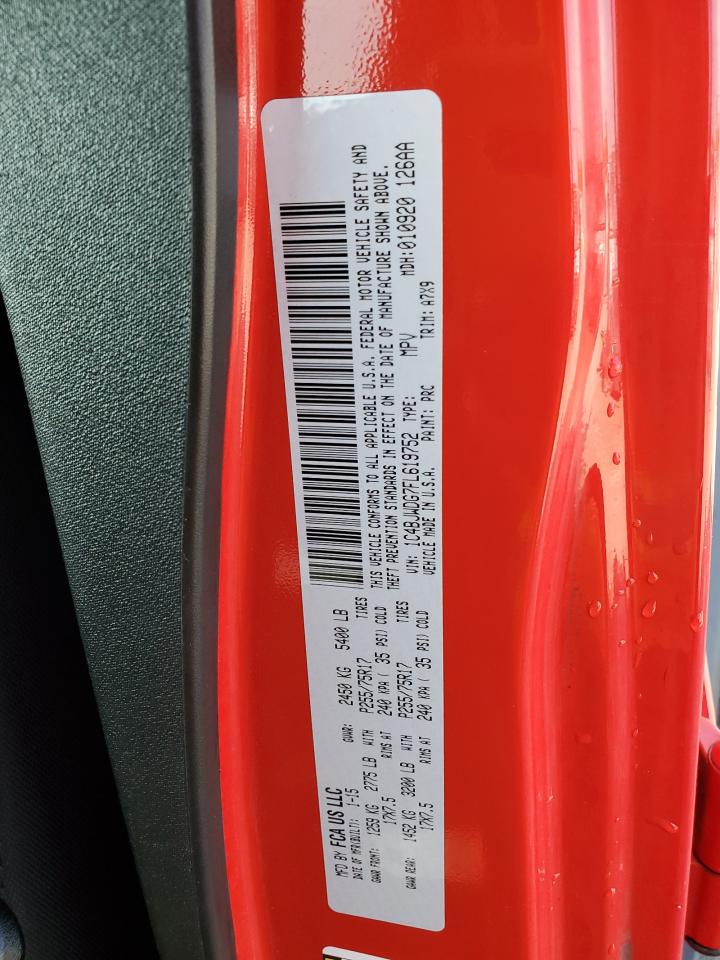 MFD BY FCA US LLC
DATE OF MFR(BUILT): 1-15 GVWR: 2450 KG 5400 LB
GAWR FRONT: 1259 KG 2775 LB WITH P255/75R17 TIRES
17X7.5 RIMS AT 240 KPA ( 35 PSI) COLD
GAWR REAR: 1452 KG 3200 LB WITH P255/75R17 TIRES
17X7.5 RIMS AT 240 KPA ( 35 PSI) COLD
THIS VEHICLE CONFORMS TO ALL APPLICABLE U.S.A. FEDERAL MOTOR VEHICLE SAFETY AND
THEFT PREVENTION STANDARDS IN EFFECT ON THE DATE OF MANUFACTURE SHOWN ABOVE.
VIN: 1C4BJWDG7FL619752 TYPE: MPV MDH:010920 126AA
VEHICLE MADE IN U.S.A. PAINT: PRC TRIM: A7X9